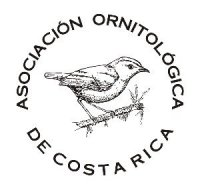 ASOCIACIÓN ORNITOLÓGICA
DE COSTA RICA